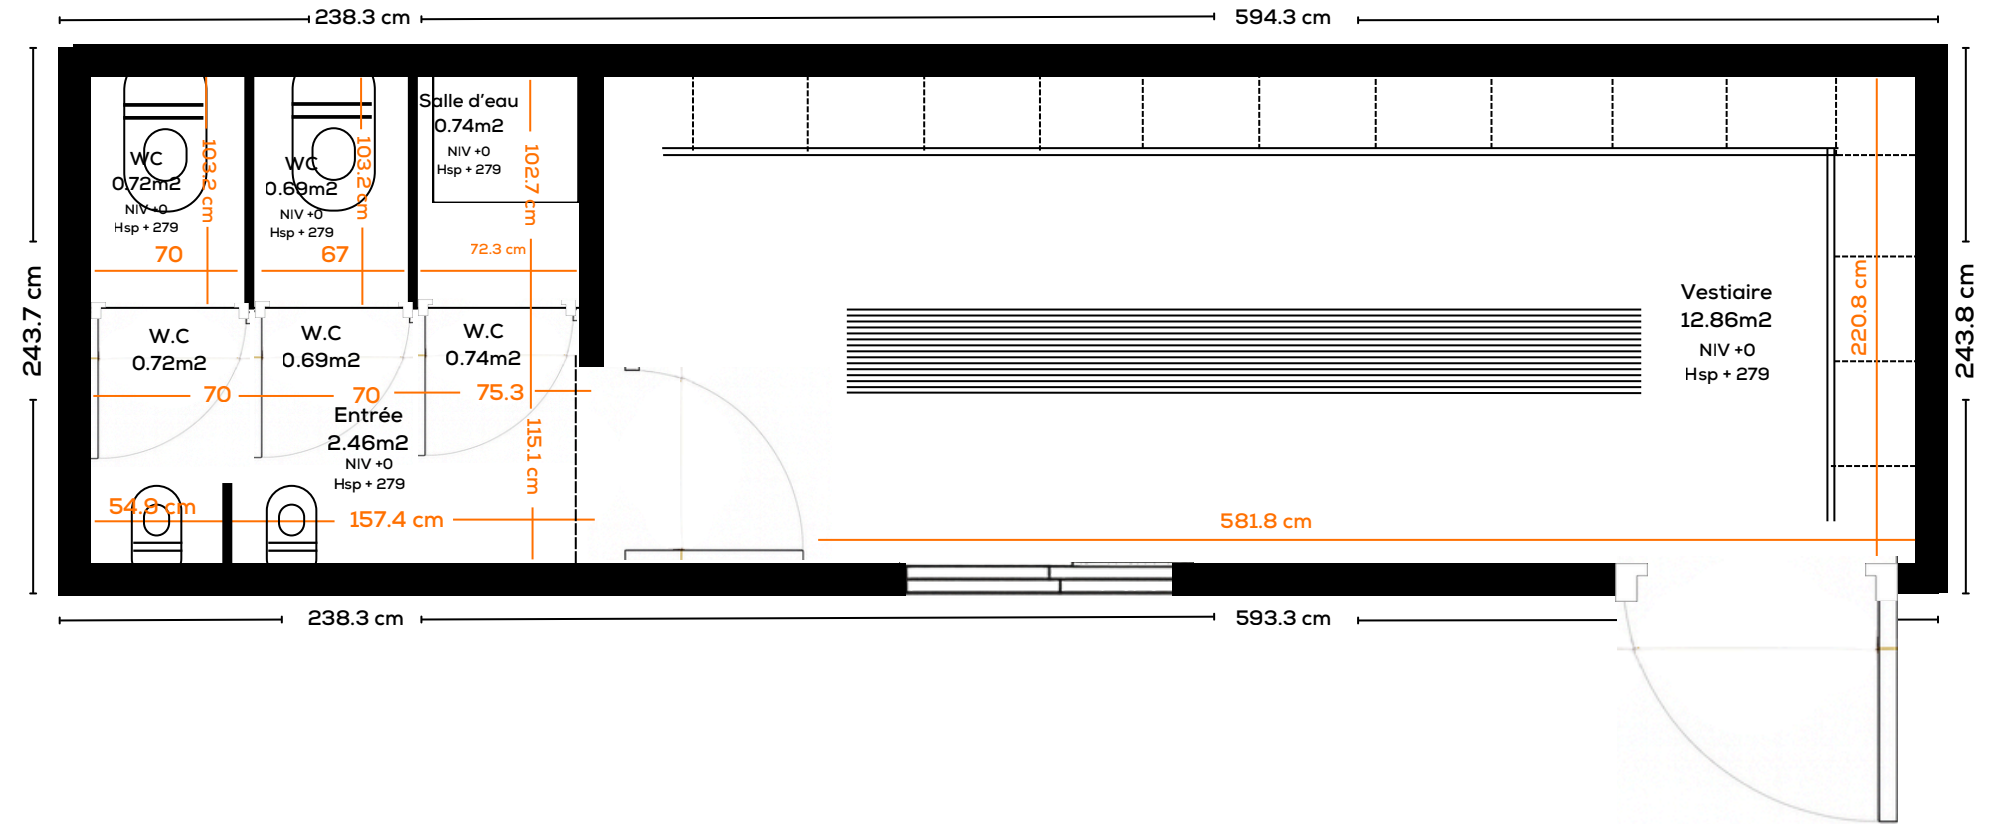 238.3 cm
594.3 cm
243.7 cm
243.8 cm
WC
0.72m2
NIV +0
Hsp + 279
103.2 cm
70
WC
0.69m2
NIV +0
Hsp + 279
103.2 cm
67
Salle d'eau
0.74m2
NIV +0
Hsp + 279
102.7 cm
72.3 cm
W.C
0.72m2
70
W.C
0.69m2
70
W.C
0.74m2
75.3
Entrée
2.46m2
NIV +0
Hsp + 279
115.1 cm
54.9 cm
157.4 cm
Vestiaire
12.86m2
NIV +0
Hsp + 279
220.8 cm
581.8 cm
238.3 cm
593.3 cm